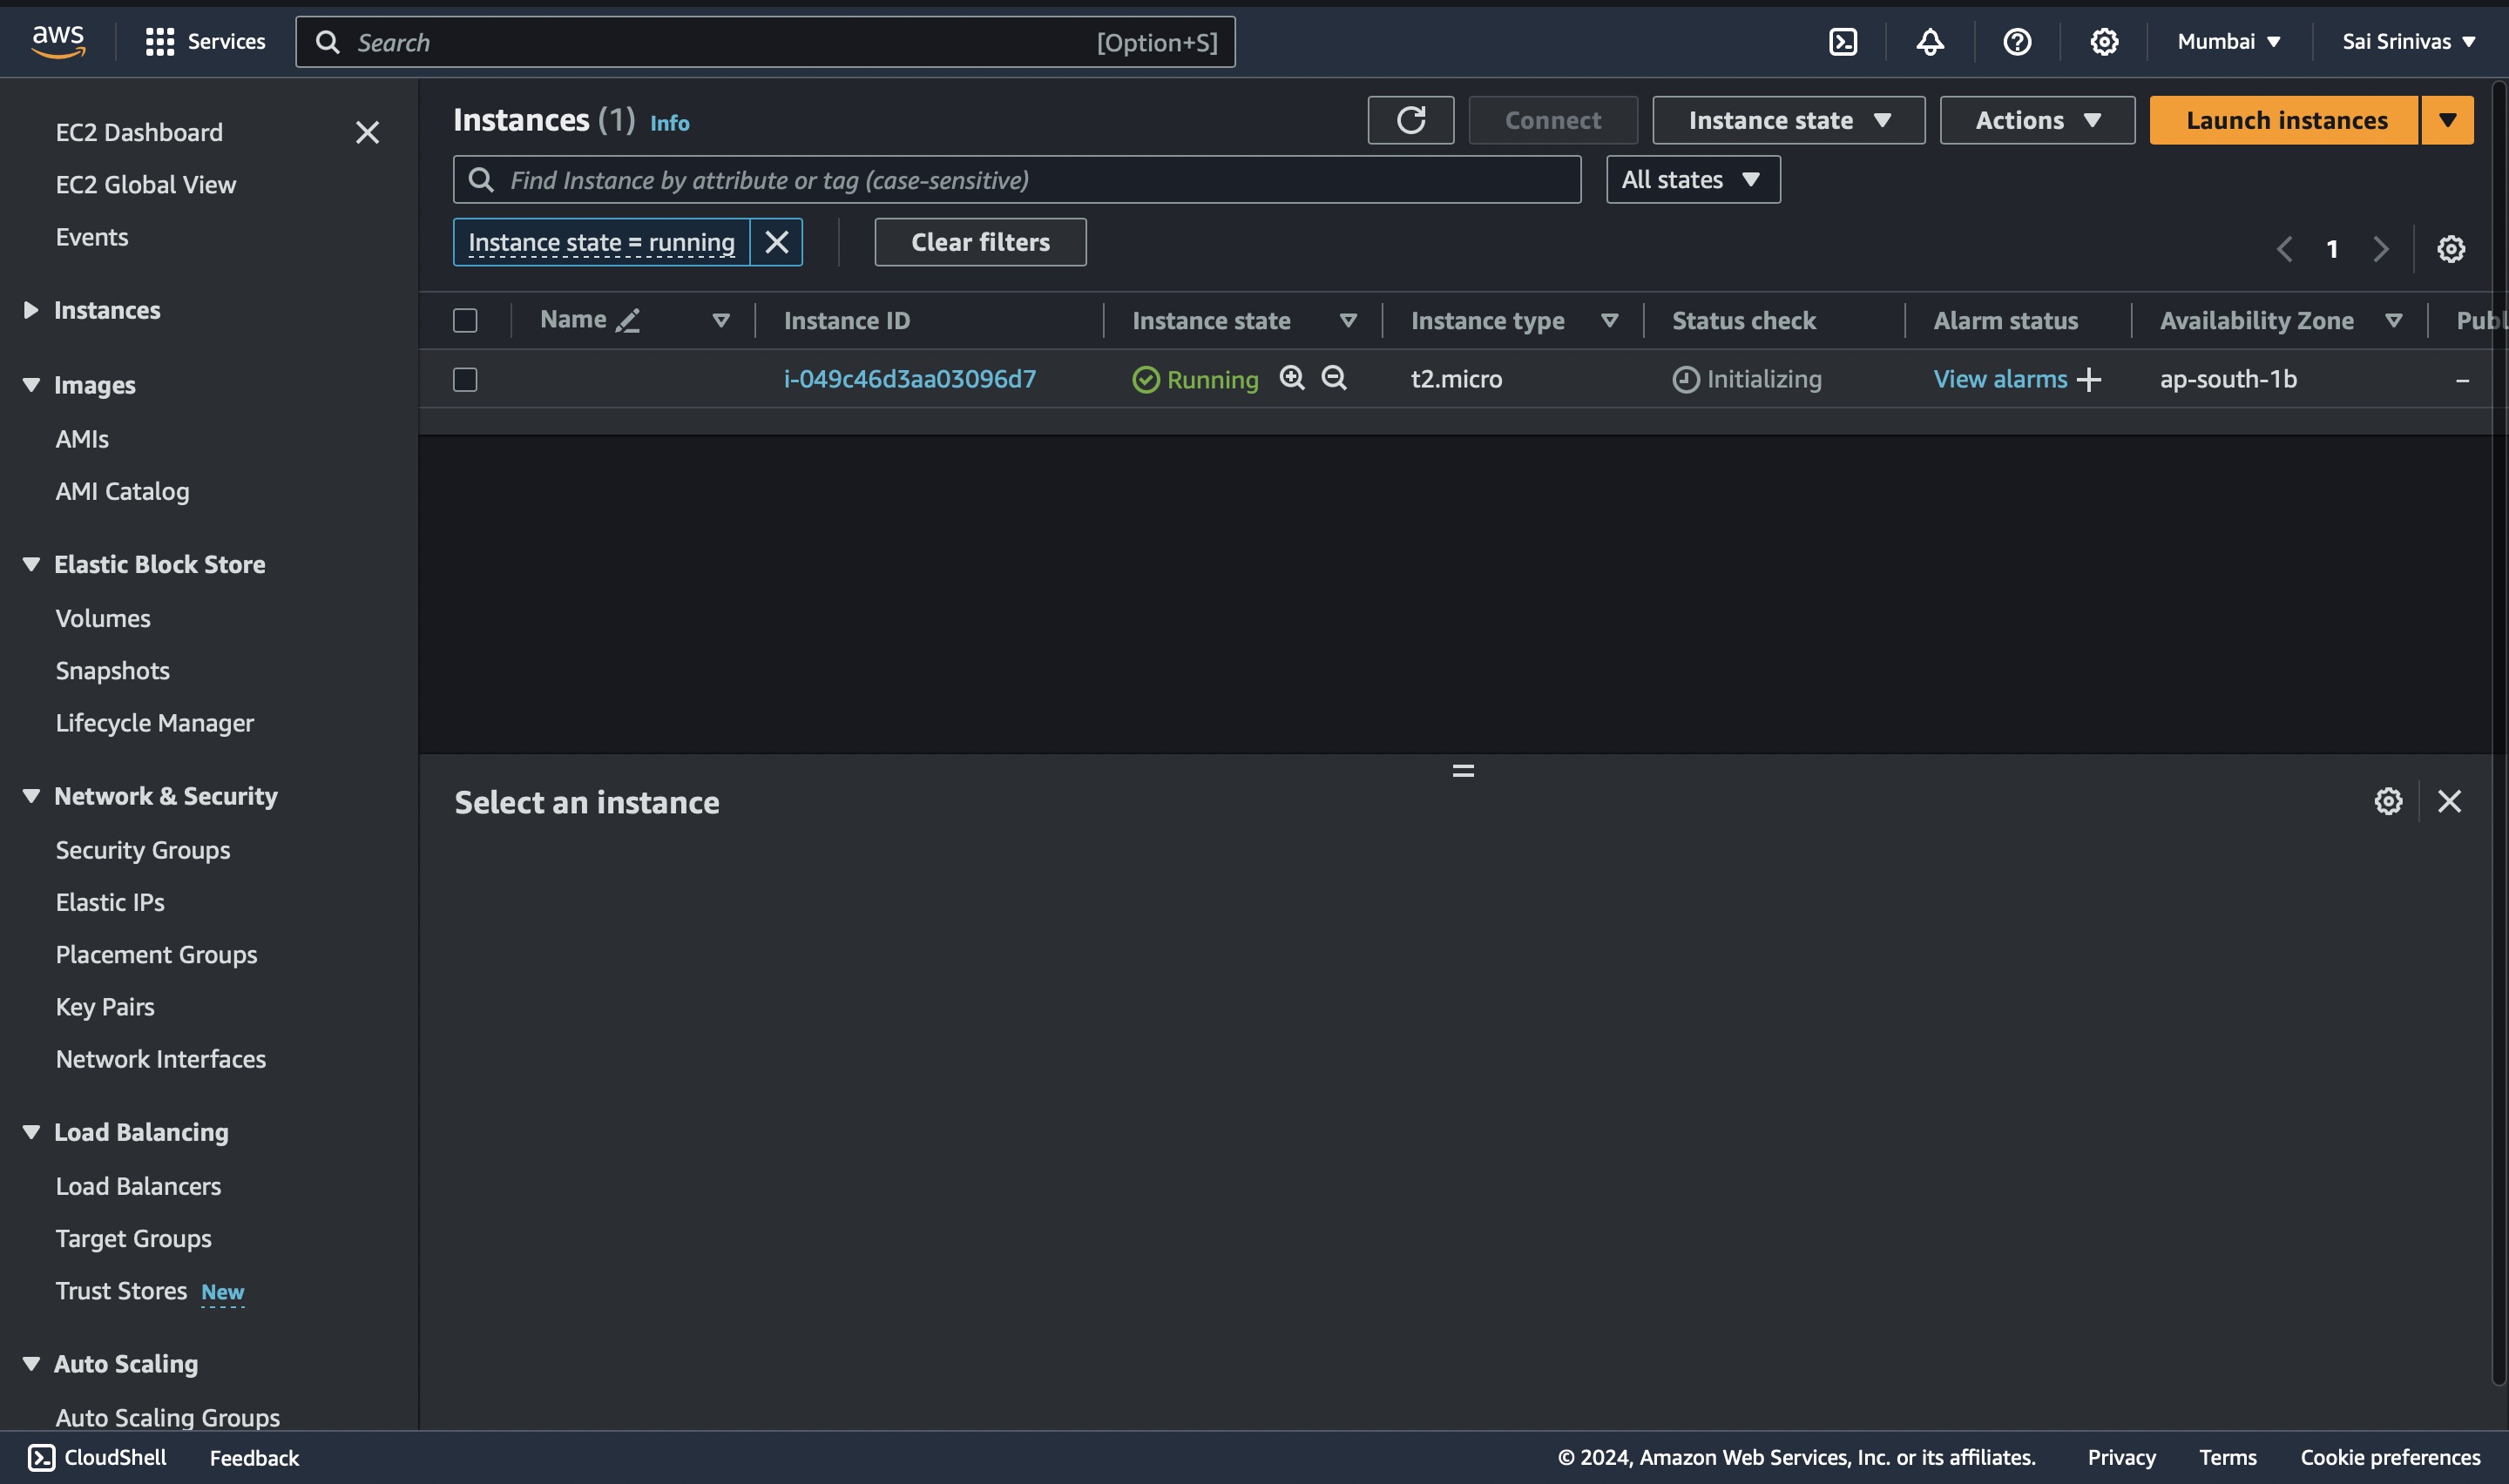 aws Services Search [Option+S] Mumbai Sai Srinivas
EC2 Dashboard
EC2 Global View
Events
Instances
Images
AMIs
AMI Catalog
Elastic Block Store
Volumes
Snapshots
Lifecycle Manager
Network & Security
Security Groups
Elastic IPs
Placement Groups
Key Pairs
Network Interfaces
Load Balancing
Load Balancers
Target Groups
Trust Stores New
Auto Scaling
Auto Scaling Groups
Instances (1) Info Connect Instance state Actions Launch instances
Find Instance by attribute or tag (case-sensitive) All states
Instance state = running Clear filters 1
Name Instance ID Instance state Instance type Status check Alarm status Availability Zone Publ
i-049c46d3aa03096d7 Running t2.micro Initializing View alarms + ap-south-1b –
Select an instance
CloudShell Feedback © 2024, Amazon Web Services, Inc. or its affiliates. Privacy Terms Cookie preferences